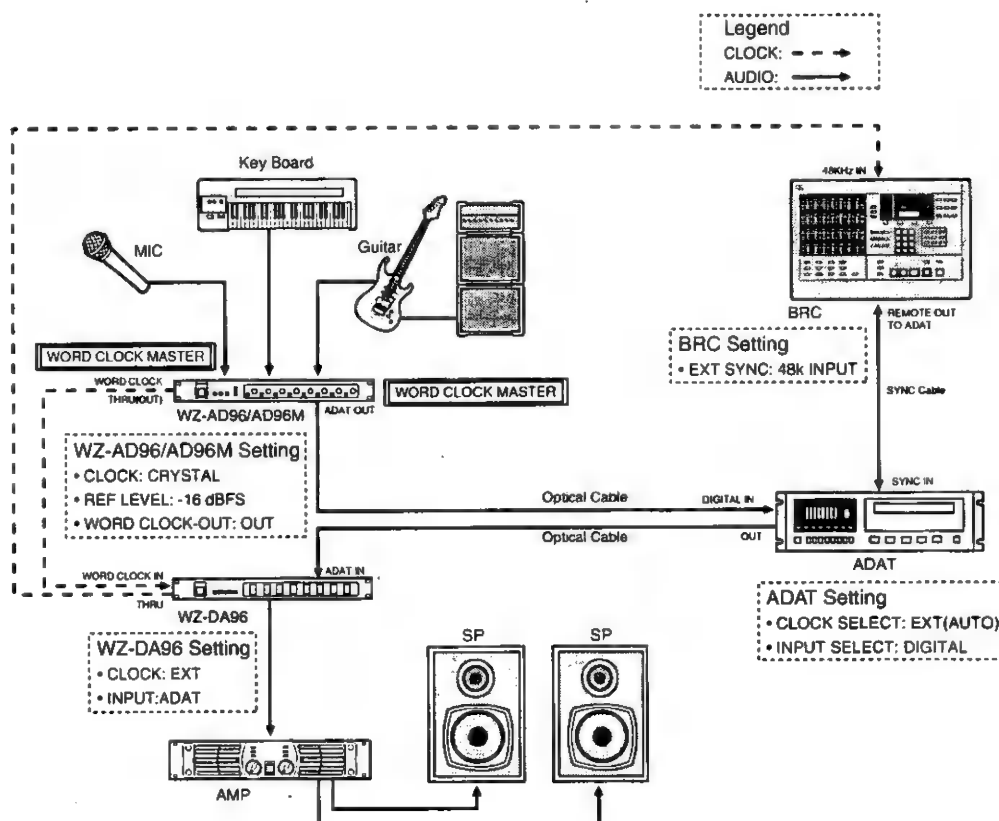 Legend
CLOCK:
AUDIO:
Key Board
48KHz IN
MIC
Guitar
BRC
REMOTE OUT
TO ADAT
BRC Setting
• EXT SYNC: 48k INPUT
SYNC Cable
WORD CLOCK MASTER
WORD CLOCK
THRU(OUT)
WZ-AD96/AD96M
ADAT OUT
WORD CLOCK MASTER
WZ-AD96/AD96M Setting
• CLOCK: CRYSTAL
• REF LEVEL: -16 dBFS
• WORD CLOCK-OUT: OUT
SYNC IN
Optical Cable
DIGITAL IN
Optical Cable
OUT
ADAT
WORD CLOCK IN
THRU
ADAT IN
WZ-DA96
ADAT Setting
• CLOCK SELECT: EXT(AUTO)
• INPUT SELECT: DIGITAL
WZ-DA96 Setting
• CLOCK: EXT
• INPUT:ADAT
SP
SP
AMP